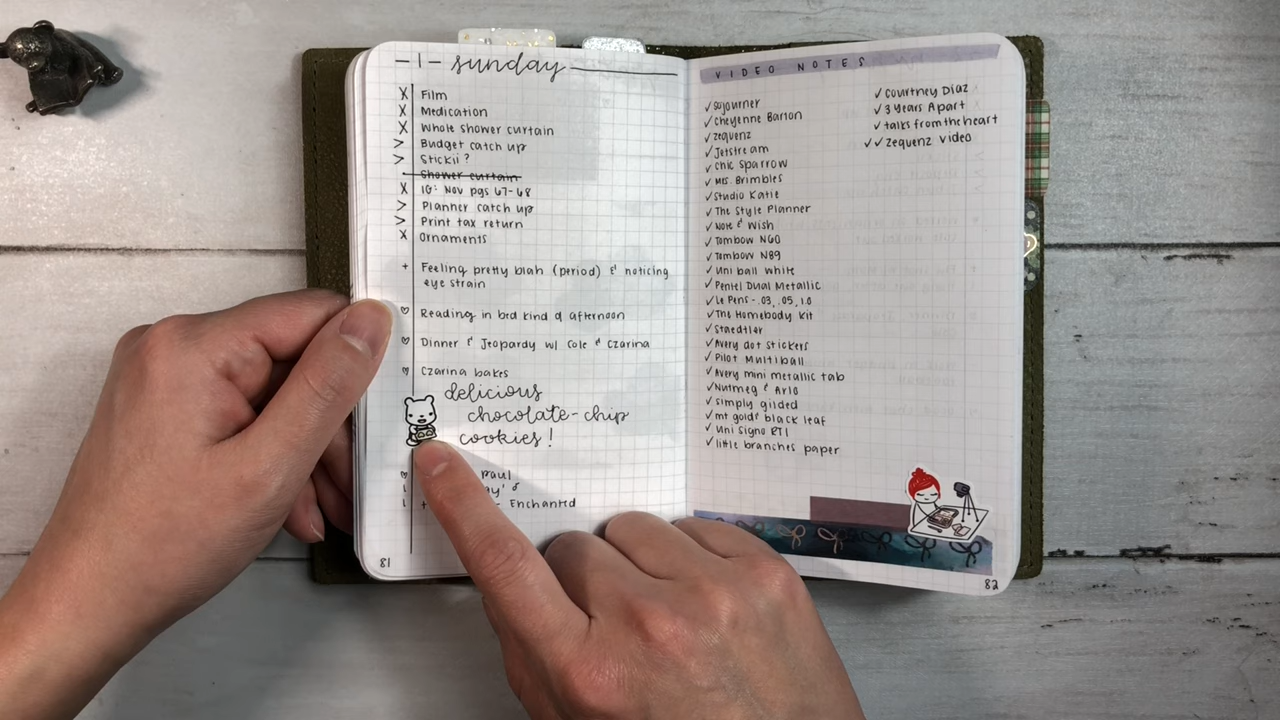 -1- sunday
X Film
X Medication
X Whole shower curtain
> Budget catch up
> Stickii?
Shower curtain
X IG: Nov pgs 67-68
> Planner catch up
> Print tax return
X Ornaments
+ Feeling pretty blah (period) & noticing
eye strain
♡ Reading in bed kind of afternoon
♡ Dinner & Jeopardy w/ Cole & Czarina
♡ Czarina bakes
delicious
chocolate-chip
cookies!
♡ Paul
Enchanted
81
VIDEO NOTES
✓ Sojourner
✓ Cheyenne Barton
✓ zequenz
✓ Jetstream
✓ Chic Sparrow
✓ Mrs. Brimbles
✓ Studio Katie
✓ The Style Planner
✓ Note & Wish
✓ Tombow N60
✓ Tombow N89
✓ Uni ball white
✓ Pentel Dual Metallic
✓ Le Pens - .03, .05, 1.0
✓ The Homebody Kit
✓ Staedtler
✓ Avery dot stickers
✓ Pilot Multiball
✓ Avery mini metallic tab
✓ Nutmeg & Arlo
✓ simply gilded
✓ mt gold & black leaf
✓ Uni Signo RT1
✓ little branches paper
✓ Courtney Diaz
✓ 3 Years Apart
✓ talks from the heart
✓✓ zequenz video
82